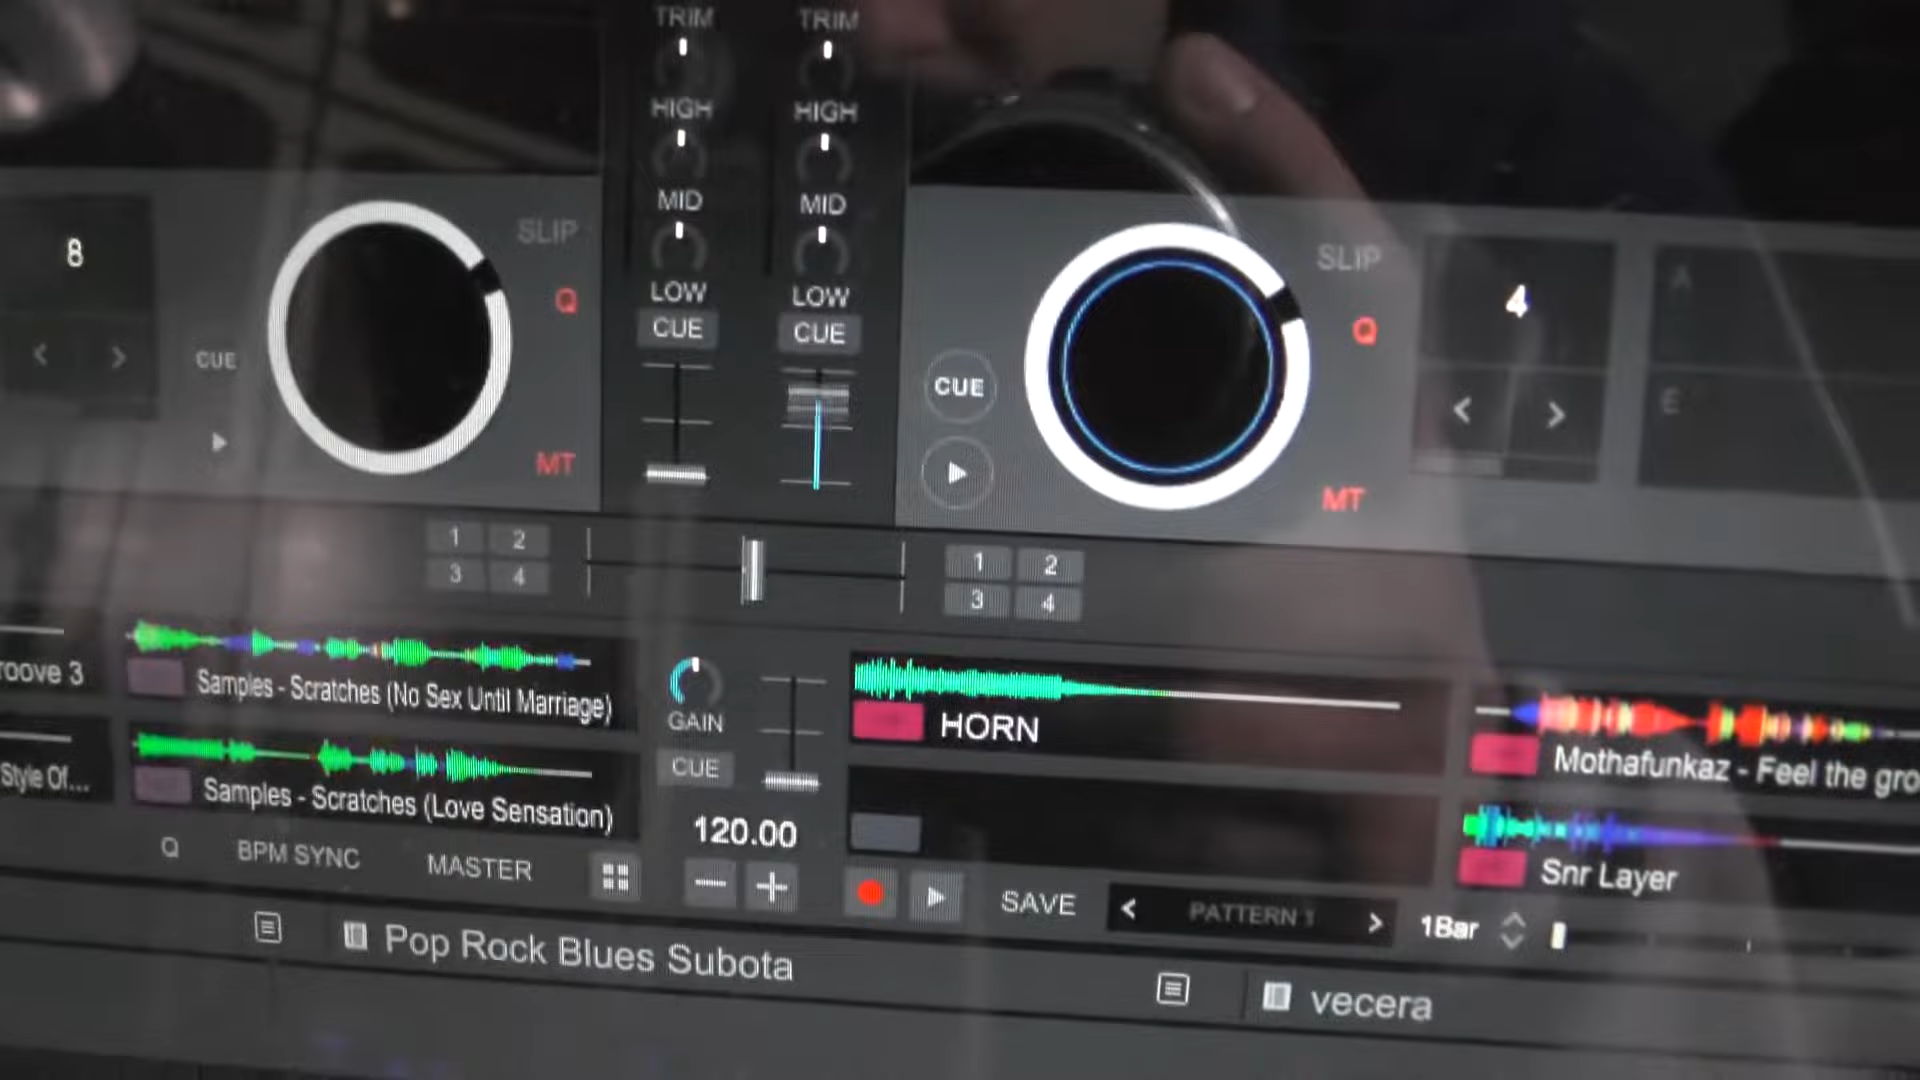 TRIM
TRIM
HIGH
HIGH
MID
MID
LOW
LOW
CUE
CUE
8
SLIP
Q
CUE
MT
CUE
SLIP
Q
MT
4
A
E
1 2
3 4
1 2
3 4
roove 3
Samples - Scratches (No Sex Until Marriage)
Style Of...
Samples - Scratches (Love Sensation)
GAIN
CUE
HORN
Mothafunkaz - Feel the gro
Snr Layer
Q BPM SYNC MASTER
120.00
SAVE
PATTERN 1
1Bar
Pop Rock Blues Subota
vecera